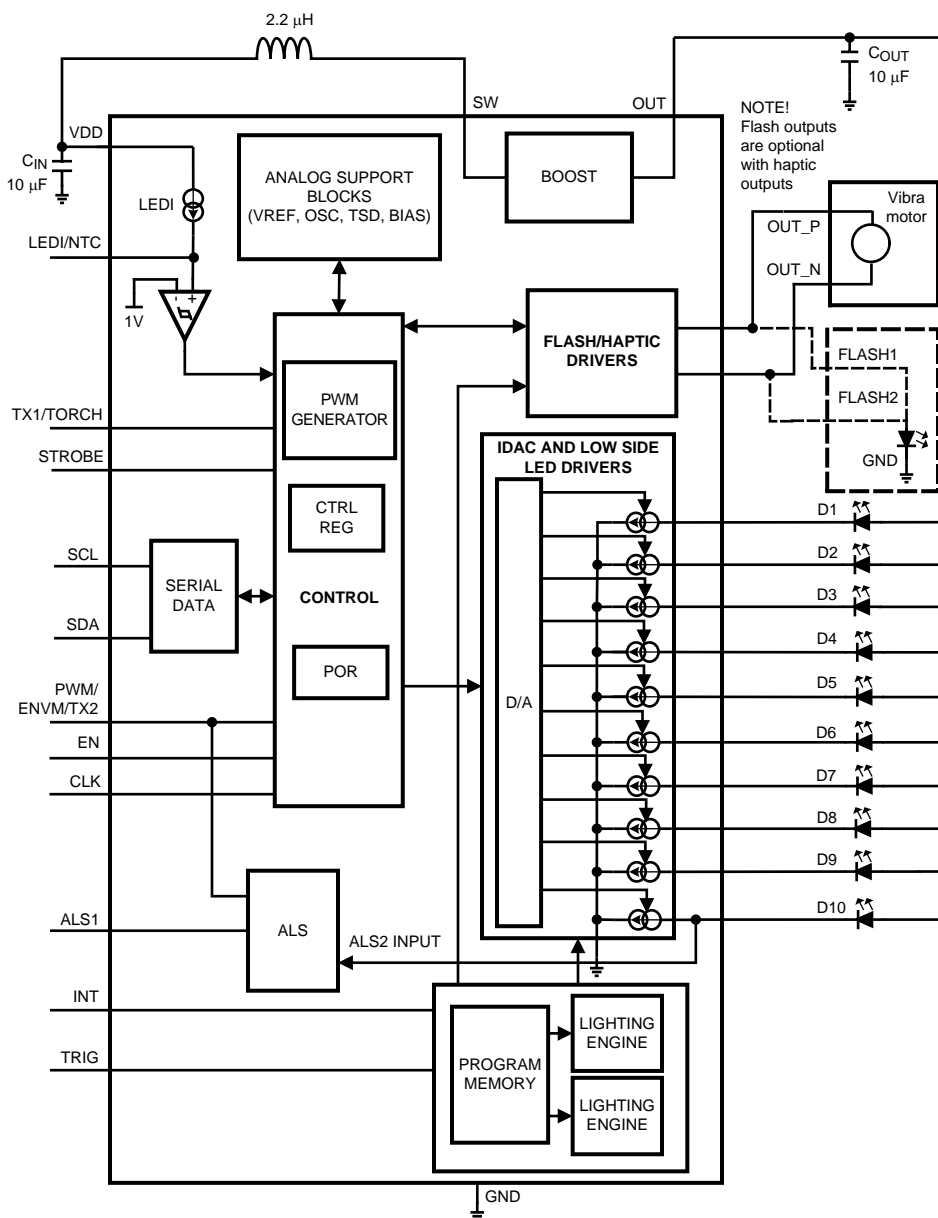 2.2 μH
COUT
10 μF
SW
OUT
VDD
CIN
10 μF
NOTE!
Flash outputs
are optional
with haptic
outputs
ANALOG SUPPORT
BLOCKS
(VREF, OSC, TSD, BIAS)
BOOST
LEDI
Vibra
motor
OUT_P
LEDI/NTC
OUT_N
- +
1V
FLASH/HAPTIC
DRIVERS
FLASH1
PWM
GENERATOR
FLASH2
TX1/TORCH
GND
STROBE
IDAC AND LOW SIDE
LED DRIVERS
CTRL
REG
D1
SCL
D2
SERIAL
DATA
CONTROL
D3
SDA
D4
POR
PWM/
ENVM/TX2
D/A
D5
EN
D6
CLK
D7
D8
D9
D10
ALS1
ALS
ALS2 INPUT
INT
LIGHTING
ENGINE
TRIG
PROGRAM
MEMORY
LIGHTING
ENGINE
GND